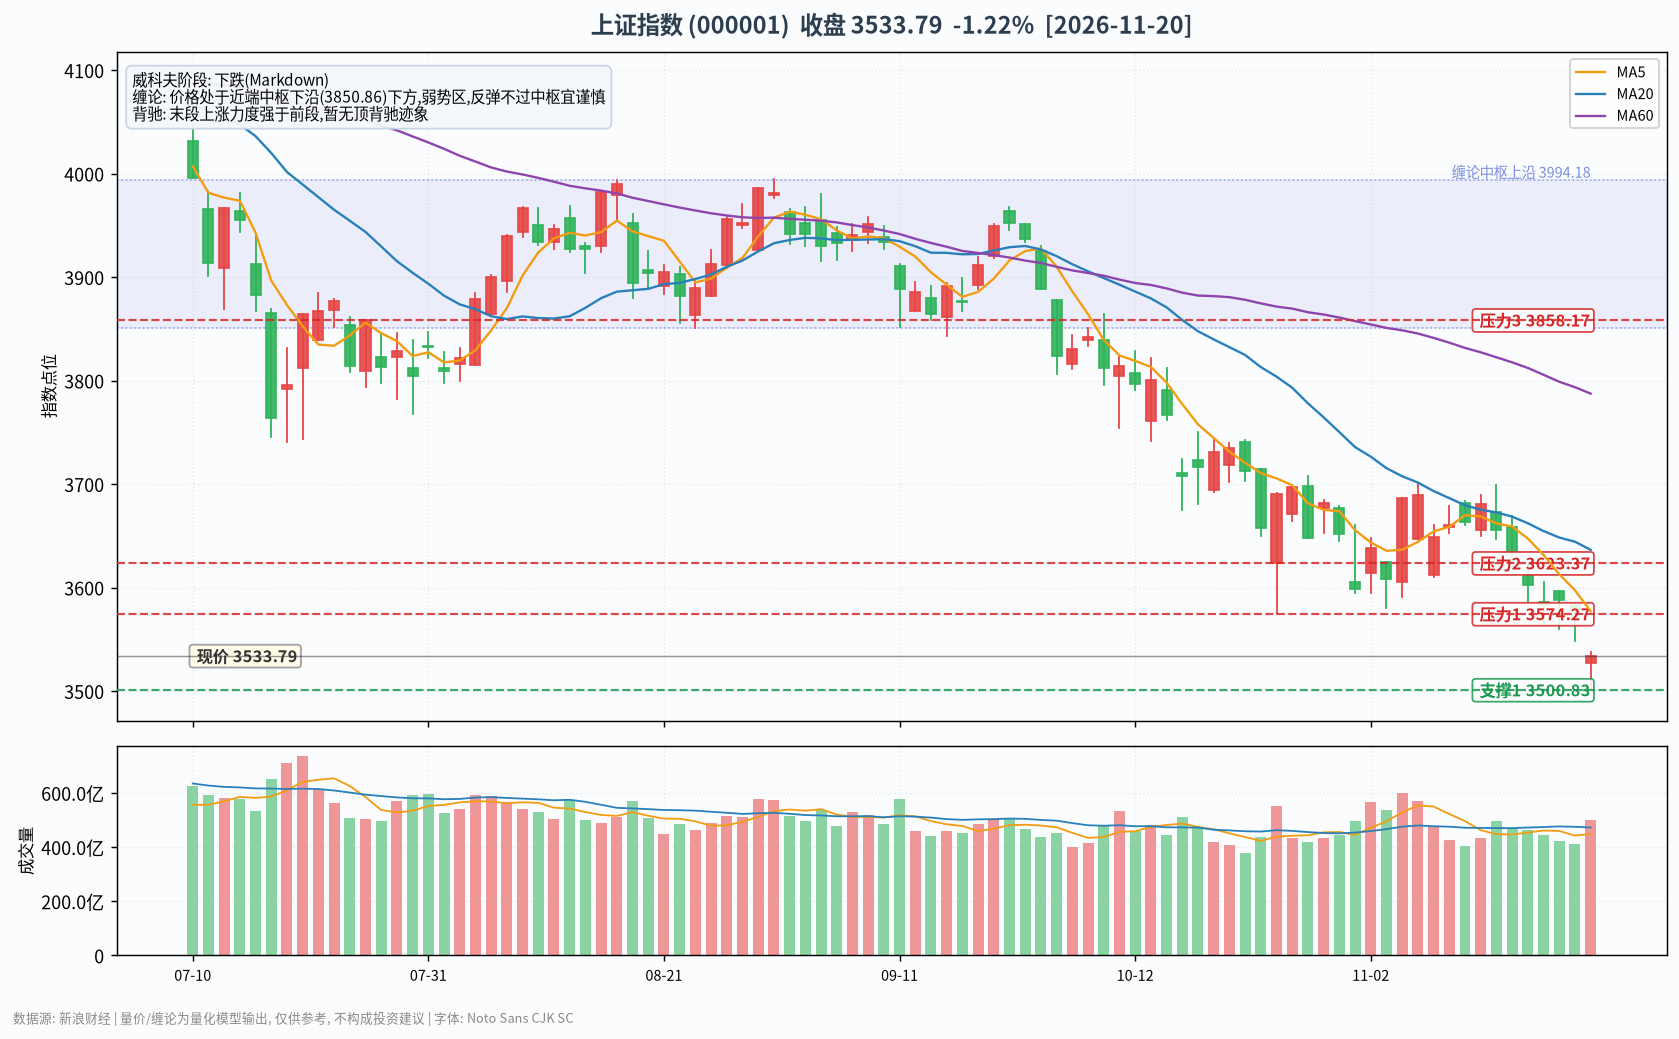 上证指数 (000001)  收盘 3533.79  -1.22%  [2026-11-20]
威科夫阶段: 下跌(Markdown)
缠论: 价格处于近端中枢下沿(3850.86)下方,弱势区,反弹不过中枢宜谨慎
背驰: 末段上涨力度强于前段,暂无顶背驰迹象
MA5
MA20
MA60
4100
4000
3900
3800
3700
3600
3500
指数点位
缠论中枢上沿 3994.18
压力3 3858.17
压力2 3623.37
压力1 3574.27
现价 3533.79
支撑1 3500.83
600.0亿
400.0亿
200.0亿
0
成交量
07-10
07-31
08-21
09-11
10-12
11-02
数据源: 新浪财经 | 量价/缠论为量化模型输出, 仅供参考, 不构成投资建议 | 字体: Noto Sans CJK SC